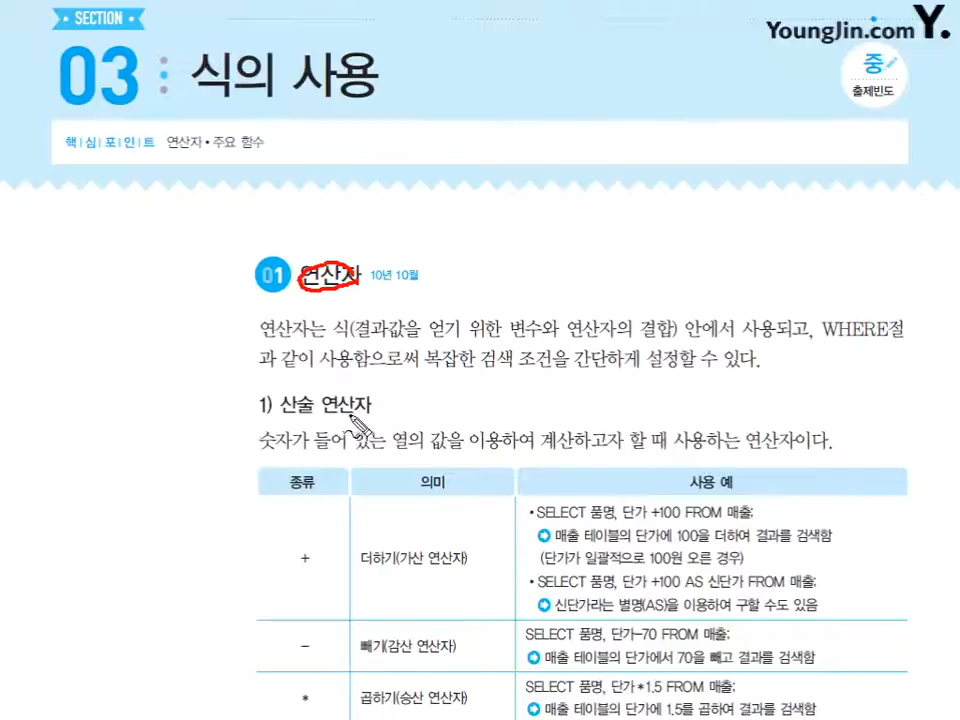 SECTION
YoungJin.com Y.
03 식의 사용
중
출제빈도
핵|심|포|인|트 연산자 • 주요 함수
01 연산자 10년 10월
연산자는 식(결과값을 얻기 위한 변수와 연산자의 결합) 안에서 사용되고, WHERE절
과 같이 사용함으로써 복잡한 검색 조건을 간단하게 설정할 수 있다.
1) 산술 연산자
숫자가 들어 있는 열의 값을 이용하여 계산하고자 할 때 사용하는 연산자이다.
종류 의미 사용 예
• SELECT 품명, 단가 +100 FROM 매출;
매출 테이블의 단가에 100을 더하여 결과를 검색함
+ 더하기(가산 연산자) (단가가 일괄적으로 100원 오른 경우)
• SELECT 품명, 단가 +100 AS 신단가 FROM 매출;
신단가라는 별명(AS)을 이용하여 구할 수도 있음
SELECT 품명, 단가-70 FROM 매출;
- 빼기(감산 연산자)
매출 테이블의 단가에서 70을 빼고 결과를 검색함
SELECT 품명, 단가*1.5 FROM 매출;
* 곱하기(승산 연산자)
매출 테이블의 단가에 1.5를 곱하여 결과를 검색함